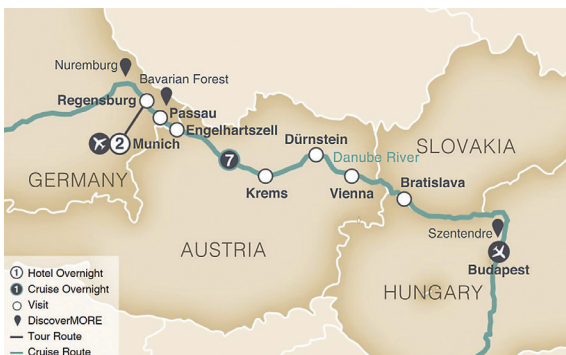 Nuremburg
Bavarian Forest
Regensburg
Passau
Engelhartszell
2
Munich
GERMANY
7
Dürnstein
Danube River
SLOVAKIA
Krems
Vienna
Bratislava
AUSTRIA
Szentendre
Budapest
HUNGARY
1 Hotel Overnight
1 Cruise Overnight
Visit
DiscoverMORE
Tour Route
Cruise Route